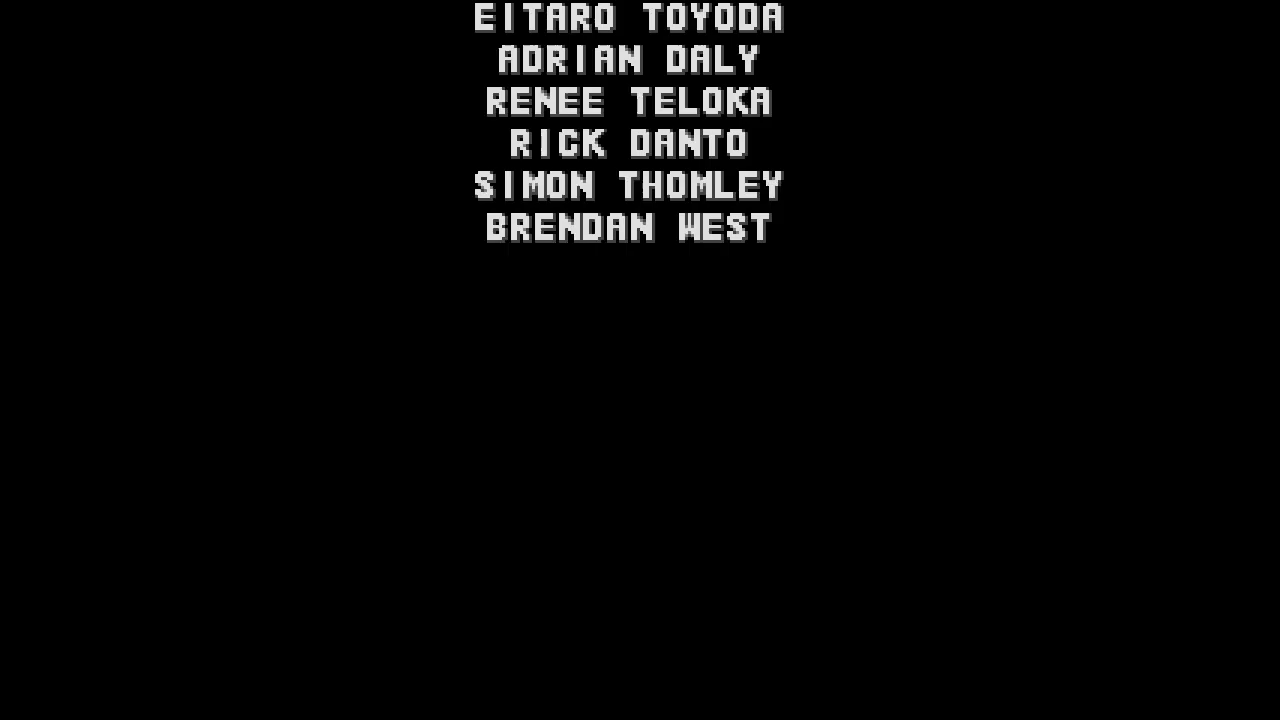 EITARO TOYODA
ADRIAN DALY
RENEE TELOKA
RICK DANTO
SIMON THOMLEY
BRENDAN WEST